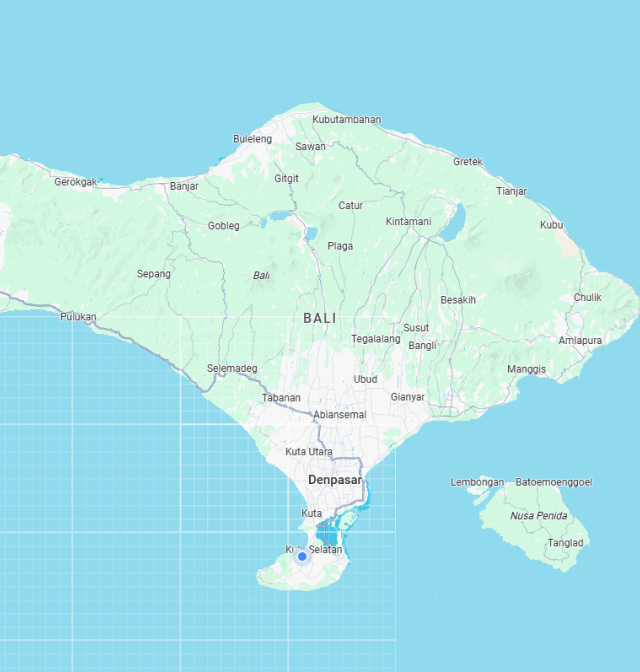 Kubutambahan
Buleleng
Sawan
Gretek
Gitgit
Gerokgak
Banjar
Tianjar
Catur
Kintamani
Gobleg
Kubu
Plaga
Sepang
Bali
Besakih
Chulik
Pulukan
BALI
Susut
Tegalalang
Bangli
Amlapura
Selemadeg
Manggis
Ubud
Tabanan
Gianyar
Abiansemal
Kuta Utara
Denpasar
Lembongan
Batoemoenggoel
Kuta
Nusa Penida
Tanglad
Selatan